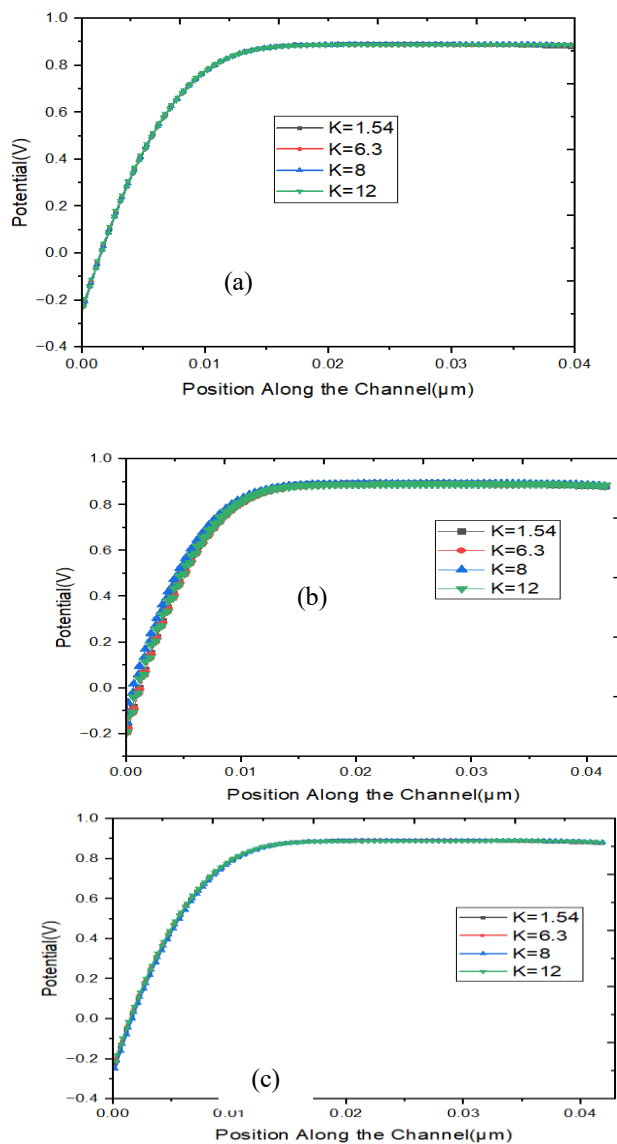 1.0
0.8
0.6
0.4
0.2
0.0
−0.2
−0.4
Potential(V)
K=1.54
K=6.3
K=8
K=12
(a)
0.00
0.01
0.02
0.03
0.04
Position Along the Channel(μm)
1.0
0.8
0.6
0.4
0.2
0.0
−0.2
Potential(V)
K=1.54
K=6.3
K=8
K=12
(b)
0.00
0.01
0.02
0.03
0.04
Position Along the Channel(μm)
1.0
0.8
0.6
0.4
0.2
0.0
−0.2
−0.4
Potential(V)
K=1.54
K=6.3
K=8
K=12
(c)
0.00
0.01
0.02
0.03
0.04
Position Along the Channel(μm)